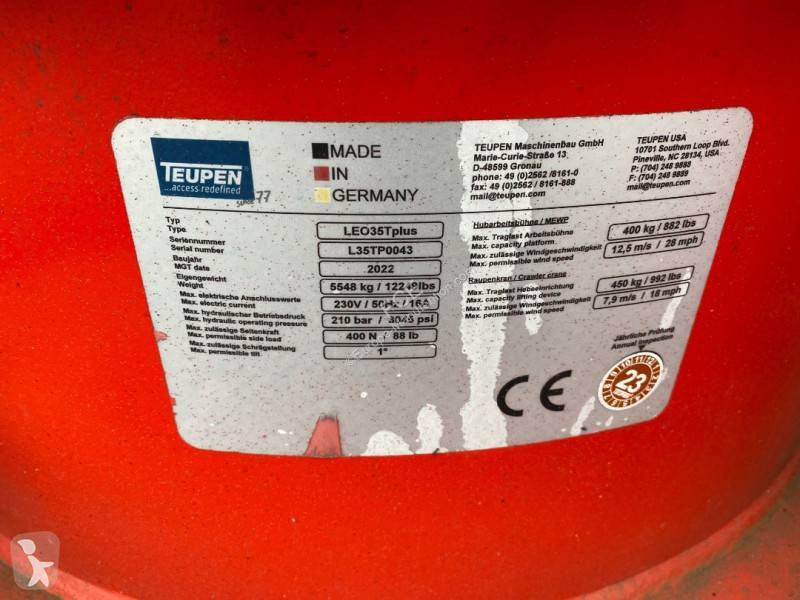 TEUPEN
...access redefined
since 77
MADE
IN
GERMANY
TEUPEN Maschinenbau GmbH
Marie-Curie-Straße 13
D-48599 Gronau
phone: 49 (0)2562 /8161-0
fax: 49 (0)2562 / 8161-888
mail@teupen.com
TEUPEN USA
10701 Southern Loop Blvd.
Pineville, NC 28134, USA
P: (704) 248 9888
F: (704) 248 9889
mail@teupen.com
Typ
Type
LEO35Tplus
Seriennummer
Serial number
L35TP0043
Baujahr
MGT date
2022
Eigengewicht
Weight
5548 kg / lbs
Max. elektrische Anschlusswerte
Max. electric current
230V / 50Hz / 16A
Max. hydraulischer Betriebsdruck
Max. hydraulic operating pressure
210 bar / 3045 psi
Max. zulässige Seitenkraft
Max. permissible side load
400 N / 88 lb
Max. zulässige Schrägstellung
Max. permissible tilt
1°
Hubarbeitsbühne / MEWP
Max. Traglast Arbeitsbühne
Max. capacity platform
400 kg / 882 lbs
Max. zulässige Windgeschwindigkeit
Max. permissible wind speed
12,5 m/s / 28 mph
Raupenkran / Crawler crane
Max. Traglast Hebeeinrichtung
Max. capacity lifting device
450 kg / 992 lbs
Max. zulässige Windgeschwindigkeit
Max. permissible wind speed
7,9 m/s / 18 mph
Jährliche Prüfung
Annual inspection
CE
23